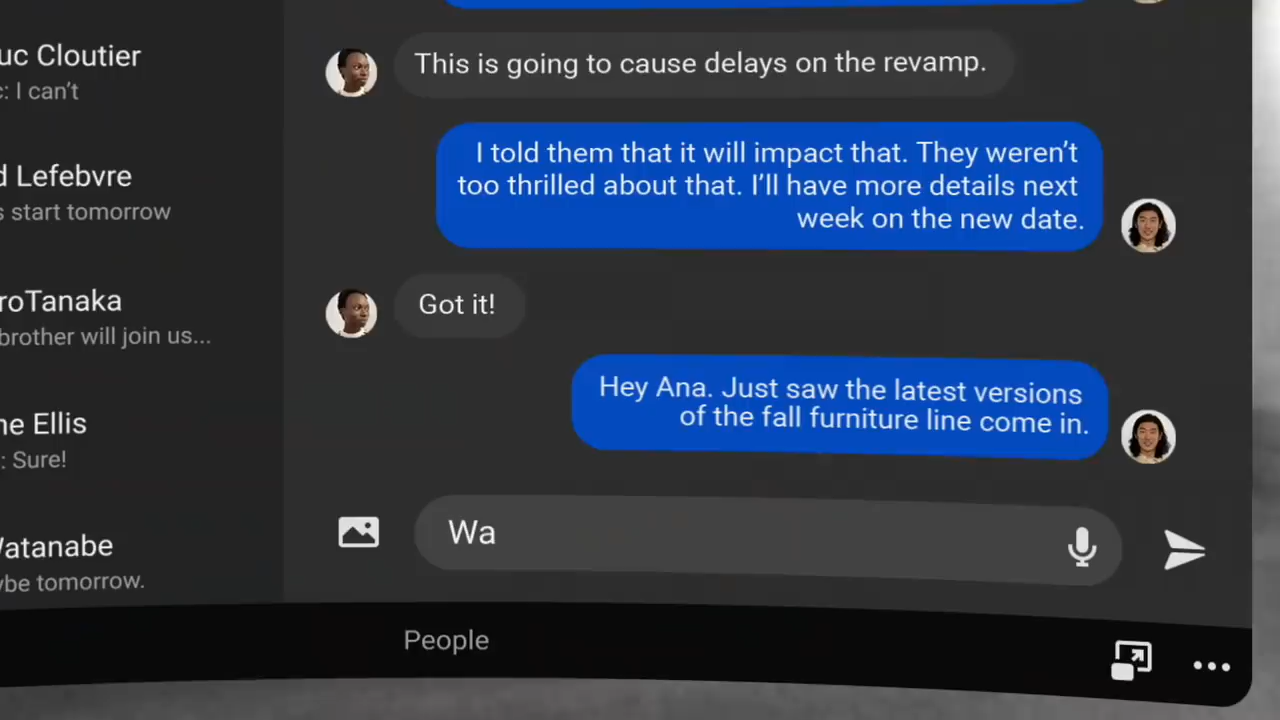 uc Cloutier
c: I can't
d Lefebvre
s start tomorrow
roTanaka
brother will join us...
ne Ellis
: Sure!
Watanabe
ybe tomorrow.
This is going to cause delays on the revamp.
I told them that it will impact that. They weren't
too thrilled about that. I'll have more details next
week on the new date.
Got it!
Hey Ana. Just saw the latest versions
of the fall furniture line come in.
Wa
People